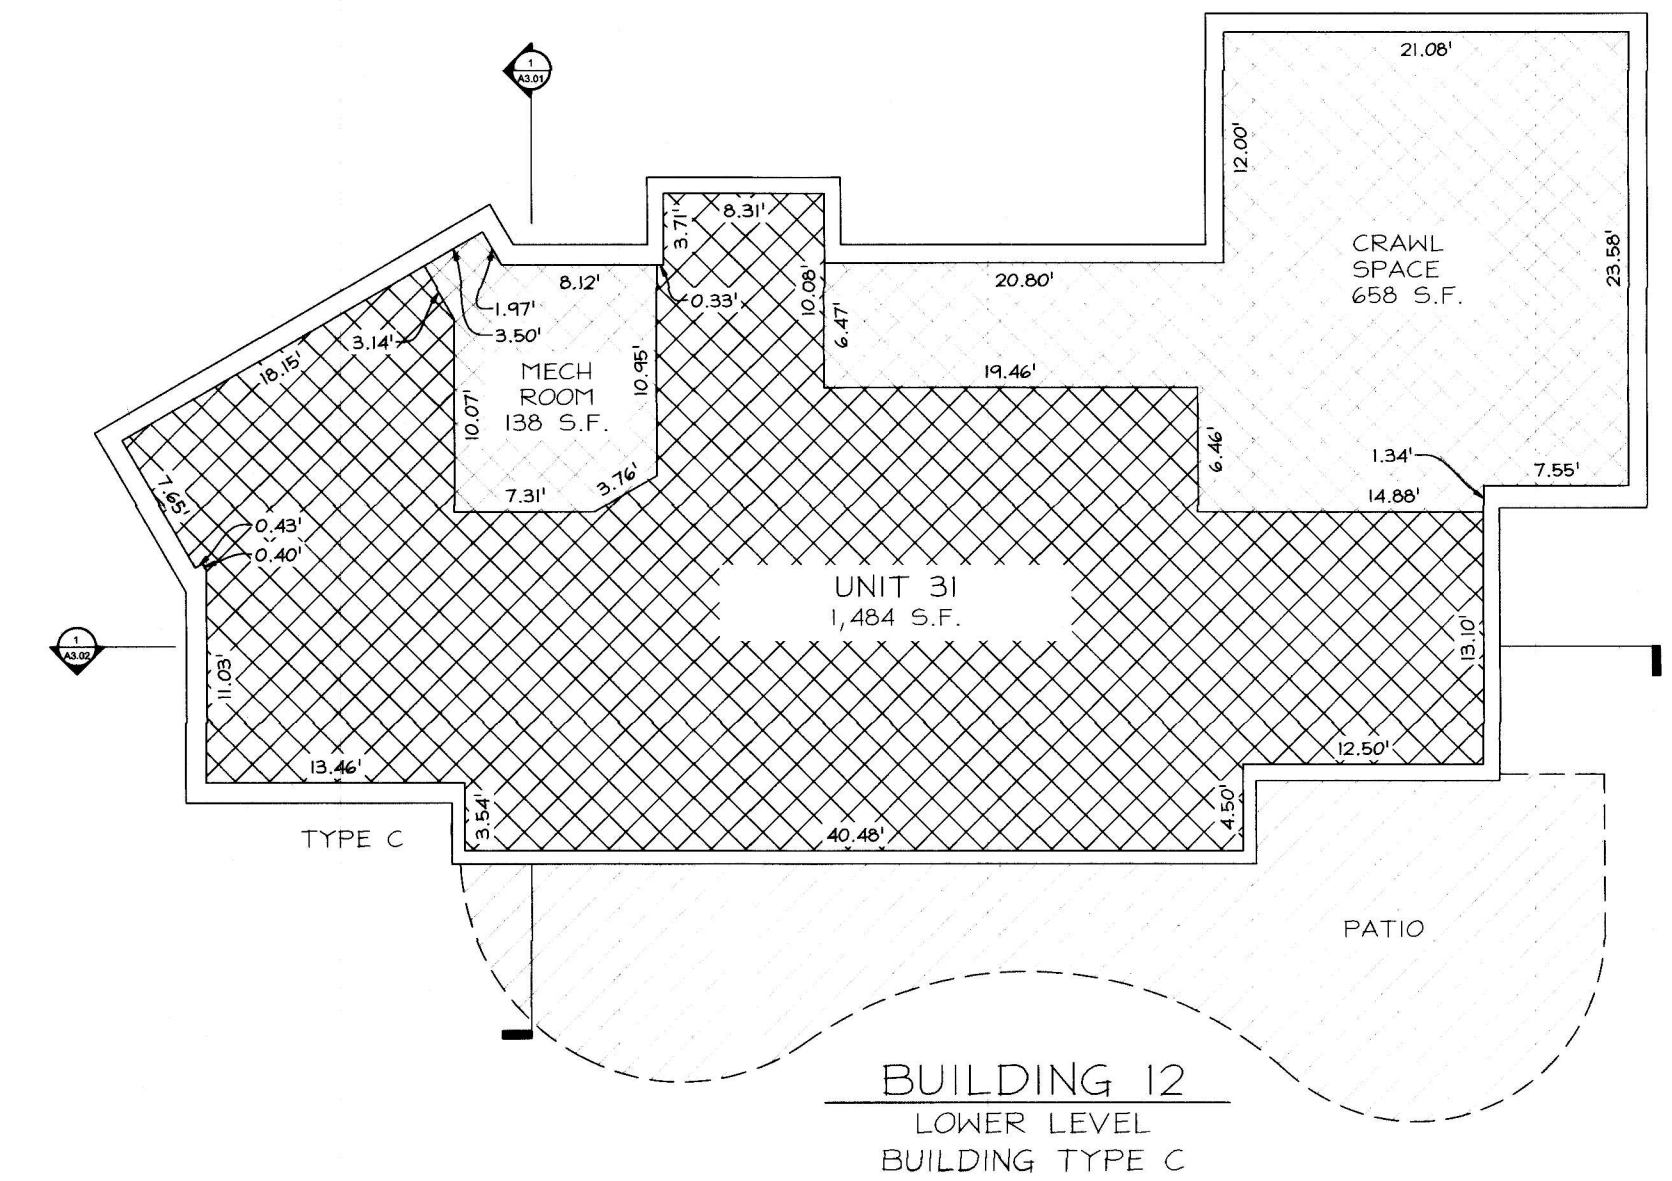 21.08'
1
A3.01
12.00'
8.31'
3.71'
CRAWL
SPACE
658 S.F.
23.58'
20.80'
8.12'
0.33'
10.08'
6.47'
1.97'
3.50'
3.14'
18.15'
MECH
ROOM
138 S.F.
10.95'
19.46'
10.07'
6.46'
1.34'
7.55'
14.88'
7.31'
3.76'
7.65'
0.43'
0.40'
UNIT 31
1,484 S.F.
1
A3.02
11.03'
13.10'
12.50'
13.46'
3.54'
40.48'
4.50'
TYPE C
PATIO
BUILDING 12
LOWER LEVEL
BUILDING TYPE C